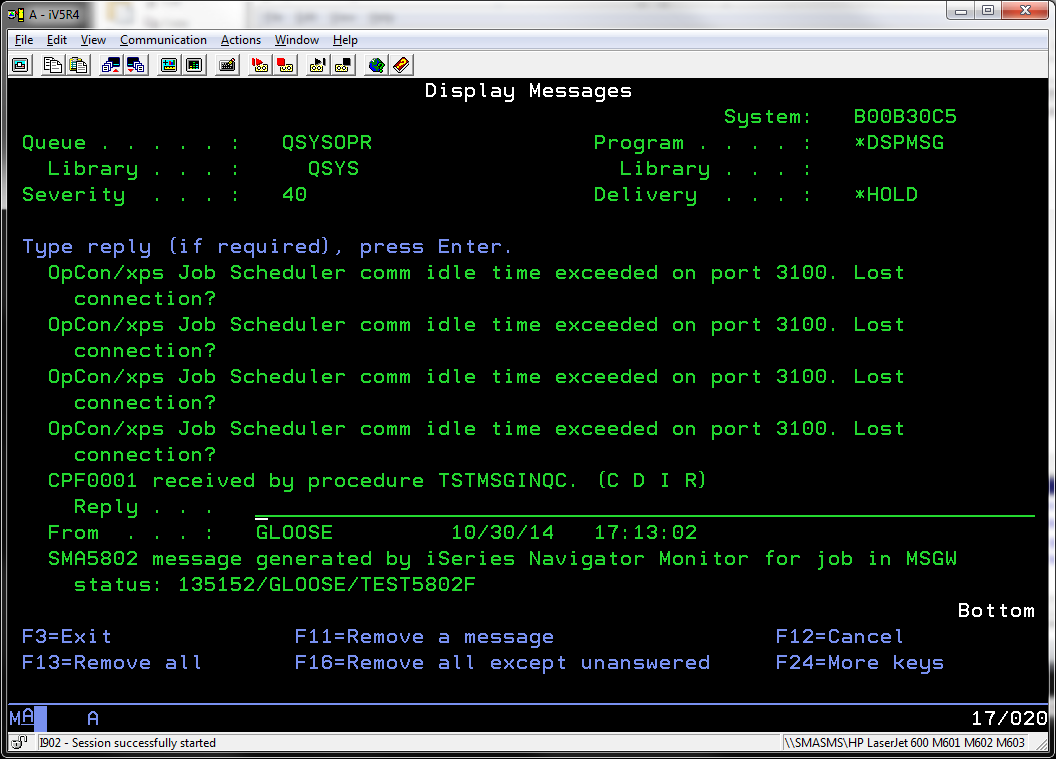 A - iV5R4
File Edit View Communication Actions Window Help
Display Messages
System: B00B30C5
Queue . . . . . : QSYSOPR Program . . . . : *DSPMSG
Library . . . : QSYS Library . . . :
Severity . . . : 40 Delivery . . . : *HOLD
Type reply (if required), press Enter.
OpCon/xps Job Scheduler comm idle time exceeded on port 3100. Lost
connection?
OpCon/xps Job Scheduler comm idle time exceeded on port 3100. Lost
connection?
OpCon/xps Job Scheduler comm idle time exceeded on port 3100. Lost
connection?
OpCon/xps Job Scheduler comm idle time exceeded on port 3100. Lost
connection?
CPF0001 received by procedure TSTMSGINQC. (C D I R)
Reply . . .
From . . . : GLOOSE 10/30/14 17:13:02
SMA5802 message generated by iSeries Navigator Monitor for job in MSGW
status: 135152/GLOOSE/TEST5802F
Bottom
F3=Exit F11=Remove a message F12=Cancel
F13=Remove all F16=Remove all except unanswered F24=More keys
MA A 17/020
I902 - Session successfully started \\SMASMS\HP LaserJet 600 M601 M602 M603